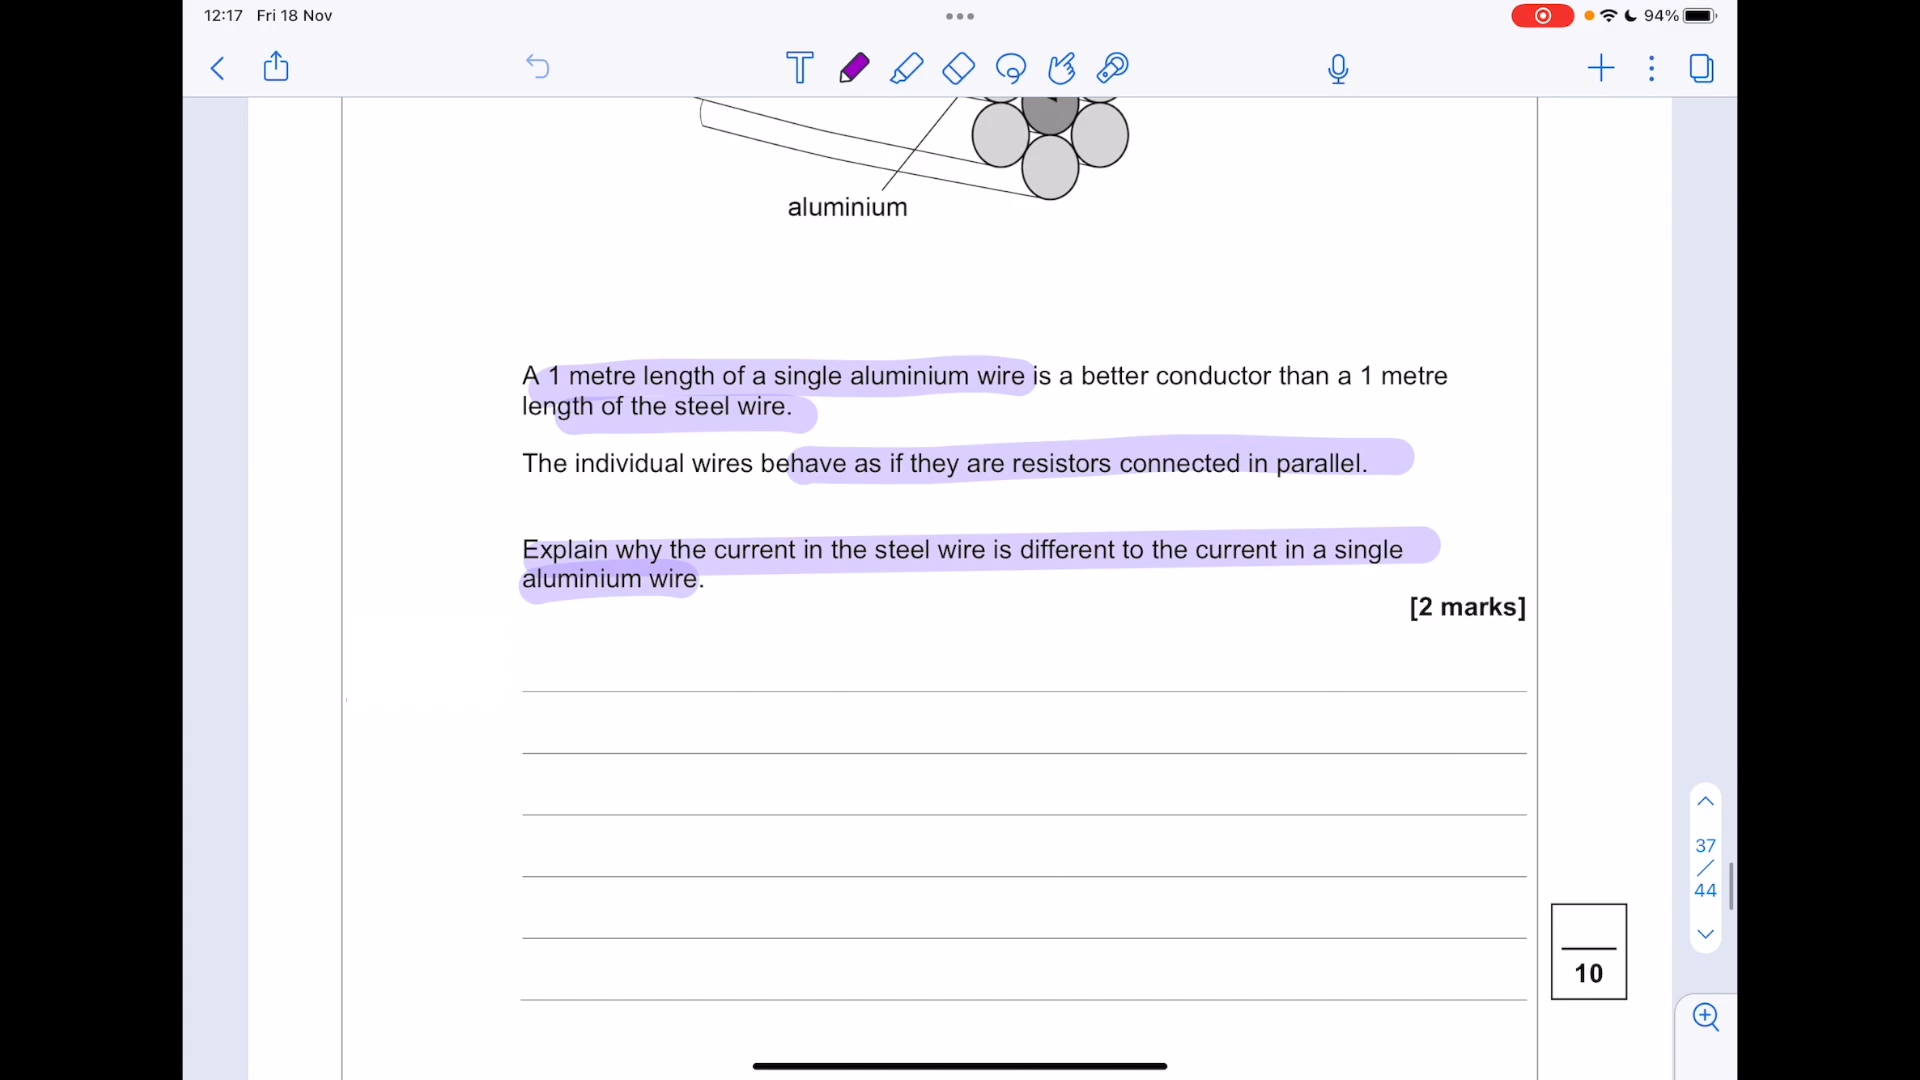 12:17 Fri 18 Nov
94%
T
aluminium
A 1 metre length of a single aluminium wire is a better conductor than a 1 metre
length of the steel wire.
The individual wires behave as if they are resistors connected in parallel.
Explain why the current in the steel wire is different to the current in a single
aluminium wire.
[2 marks]
37
44
10